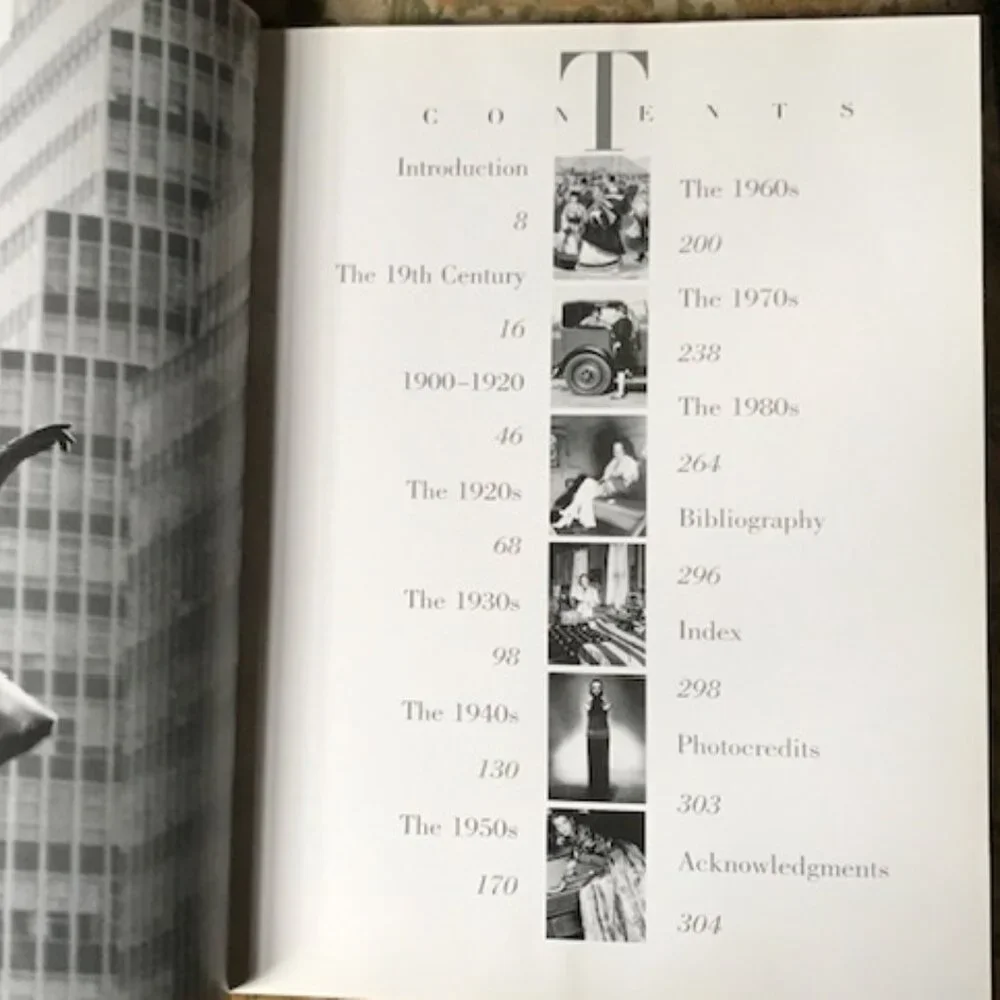 CONTENTS
T
Introduction
8
The 19th Century
16
1900–1920
46
The 1920s
68
The 1930s
98
The 1940s
130
The 1950s
170
The 1960s
200
The 1970s
238
The 1980s
264
Bibliography
296
Index
298
Photocredits
303
Acknowledgments
304